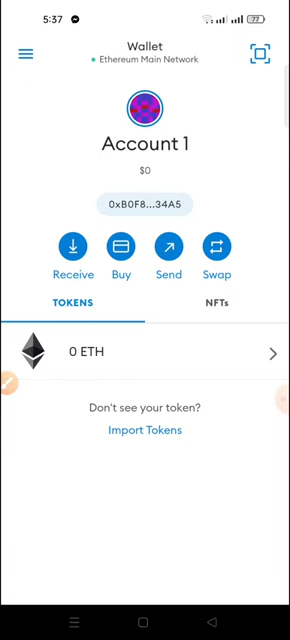 5:37
77
Wallet
Ethereum Main Network
Account 1
$0
0xB0F8...34A5
Receive Buy Send Swap
TOKENS NFTs
0 ETH
Don't see your token?
Import Tokens